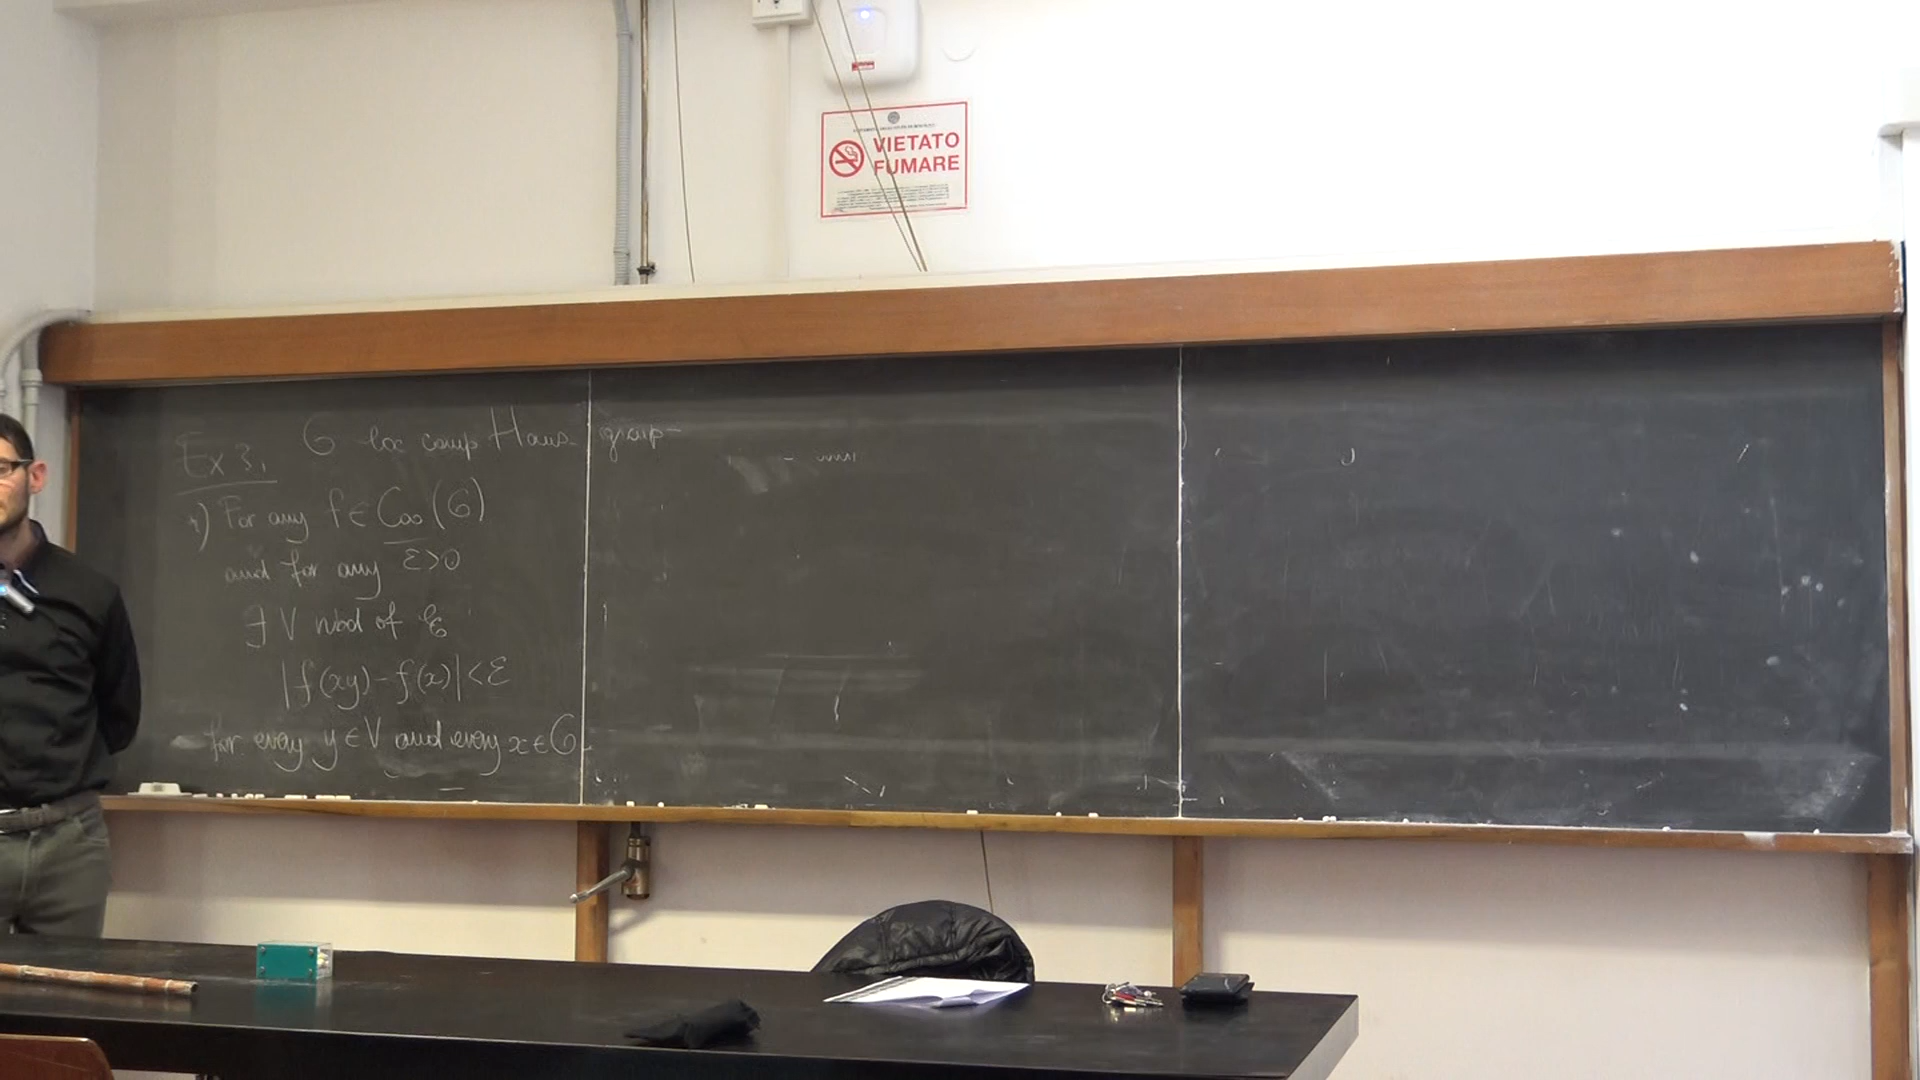 VIETATO
FUMARE
Ex 3. G loc comp Haus. group
1) For any f ∈ C₀₀(G)
and for any ε>0
∃ V nbd of e
|f(xy) - f(x)| < ε
for every y ∈ V and every x ∈ G